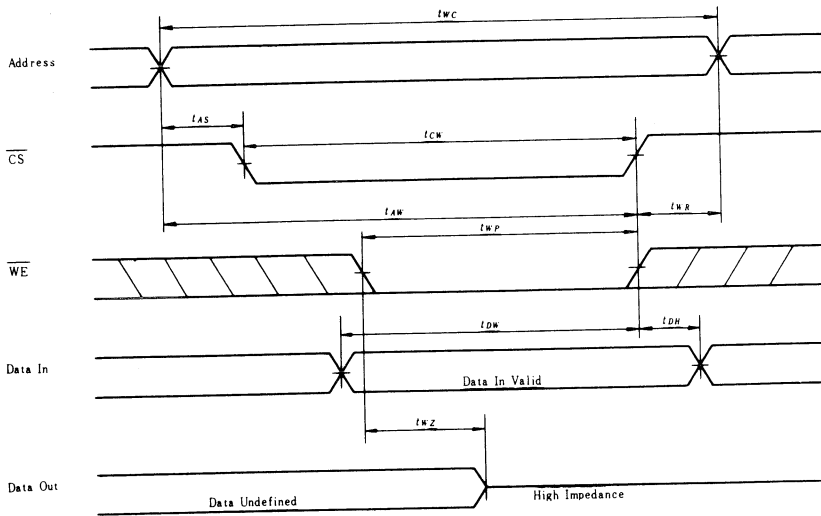 tWC
Address
tAS
tCW
CS
tAW
tWR
tWP
WE
tDW
tDH
Data In
Data In Valid
tWZ
Data Out
Data Undefined
High Impedance